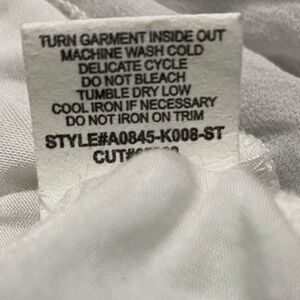 TURN GARMENT INSIDE OUT
MACHINE WASH COLD
DELICATE CYCLE
DO NOT BLEACH
TUMBLE DRY LOW
COOL IRON IF NECESSARY
DO NOT IRON ON TRIM
STYLE#A0845-K008-ST
CUT#